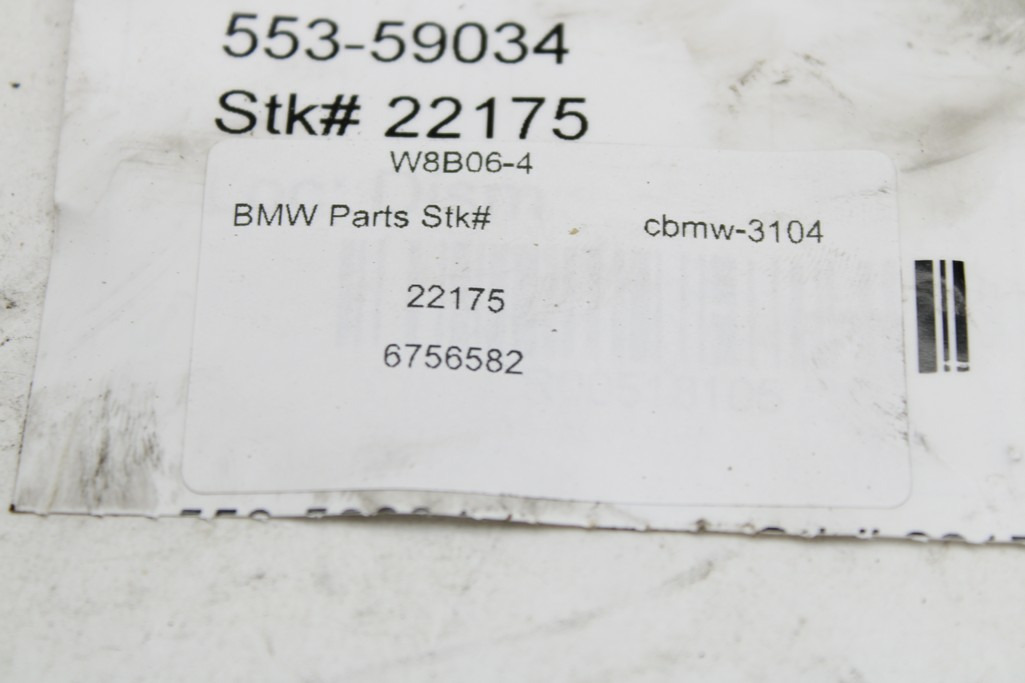 553-59034
Stk# 22175
W8B06-4
BMW Parts Stk# cbmw-3104
22175
6756582